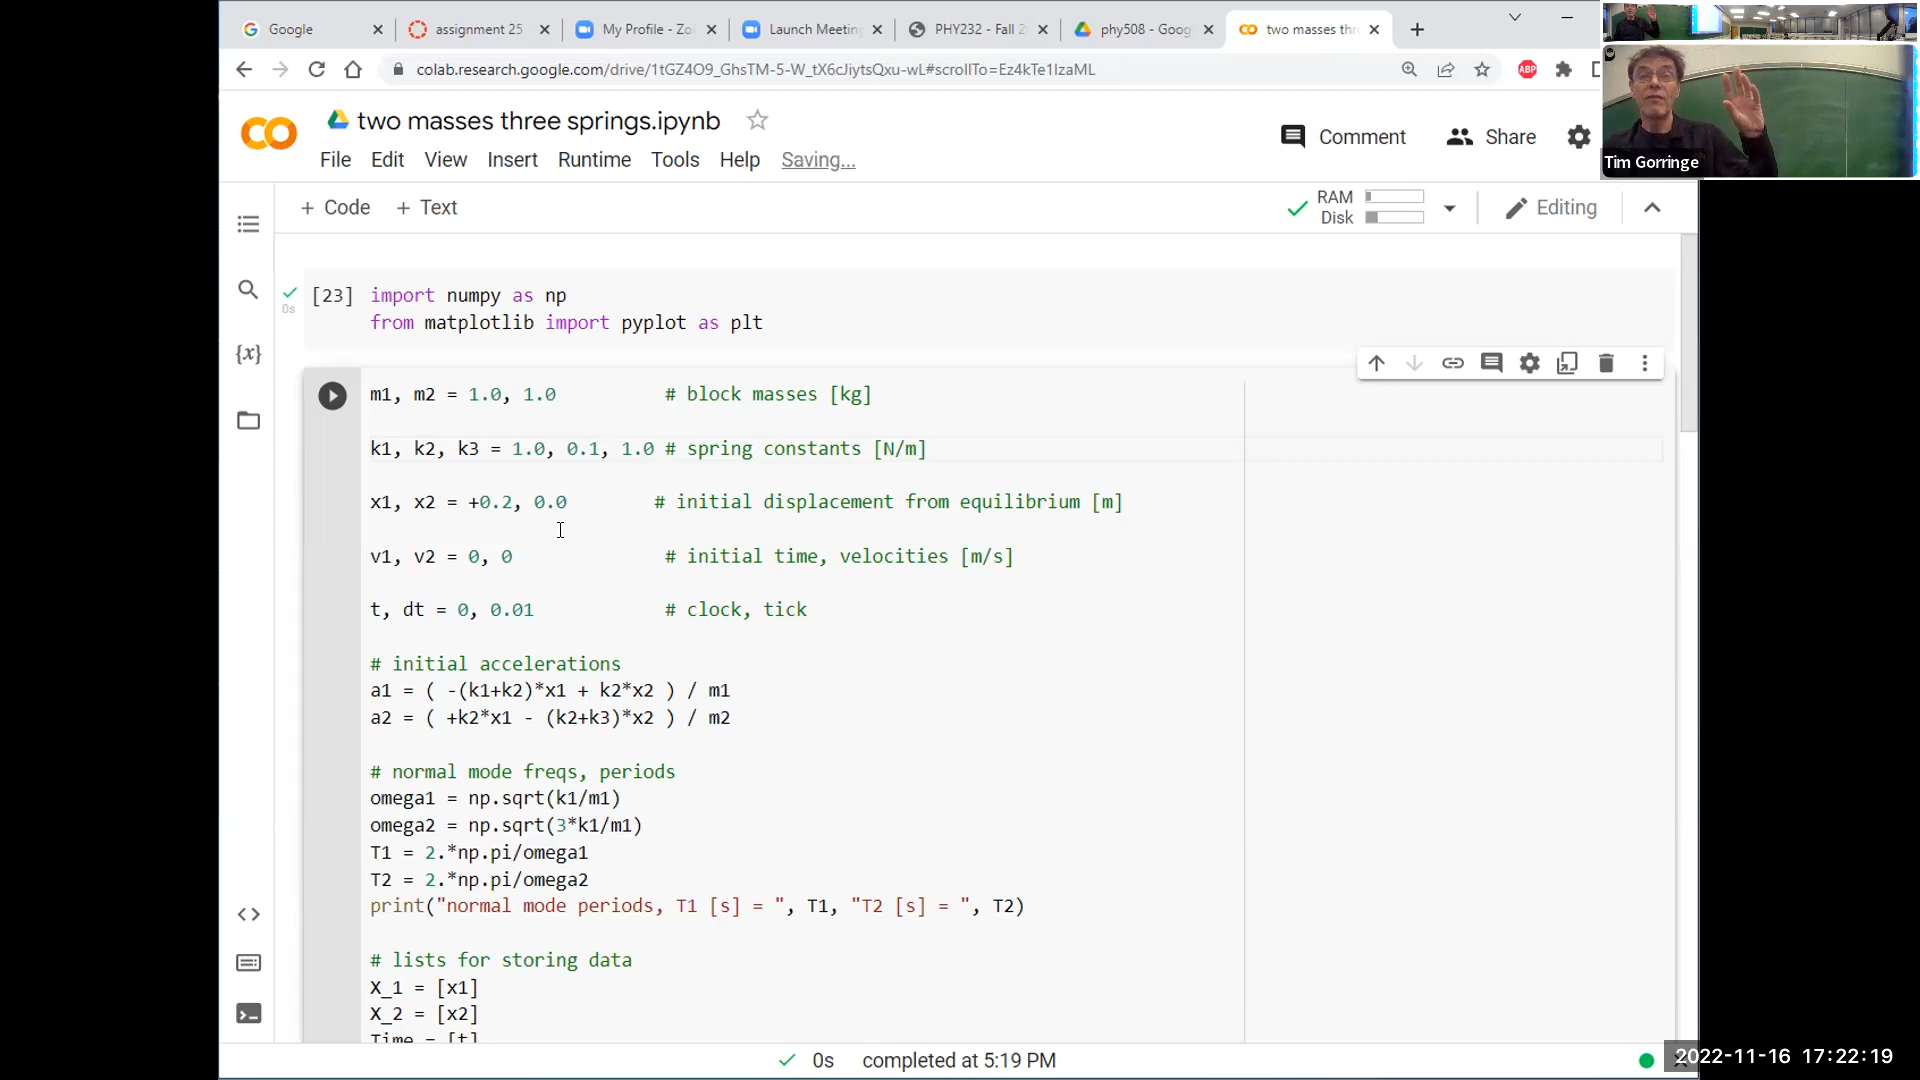 Google
assignment 25
My Profile - Zo
Launch Meeting
PHY232 - Fall 2
phy508 - Goog
two masses thr
colab.research.google.com/drive/1tGZ4O9_GhsTM-5-W_tX6cJiytsQxu-wL#scrollTo=Ez4kTe1IzaML
ABP
two masses three springs.ipynb
Comment
Share
Tim Gorringe
File Edit View Insert Runtime Tools Help Saving...
+ Code + Text
RAM
Disk
Editing
[23] import numpy as np
0s
from matplotlib import pyplot as plt
{x}
m1, m2 = 1.0, 1.0 # block masses [kg]
k1, k2, k3 = 1.0, 0.1, 1.0 # spring constants [N/m]
x1, x2 = +0.2, 0.0 # initial displacement from equilibrium [m]
v1, v2 = 0, 0 # initial time, velocities [m/s]
t, dt = 0, 0.01 # clock, tick
# initial accelerations
a1 = ( -(k1+k2)*x1 + k2*x2 ) / m1
a2 = ( +k2*x1 - (k2+k3)*x2 ) / m2
# normal mode freqs, periods
omega1 = np.sqrt(k1/m1)
omega2 = np.sqrt(3*k1/m1)
T1 = 2.*np.pi/omega1
T2 = 2.*np.pi/omega2
print("normal mode periods, T1 [s] = ", T1, "T2 [s] = ", T2)
# lists for storing data
X_1 = [x1]
X_2 = [x2]
Time = [t]
0s completed at 5:19 PM
2022-11-16 17:22:19